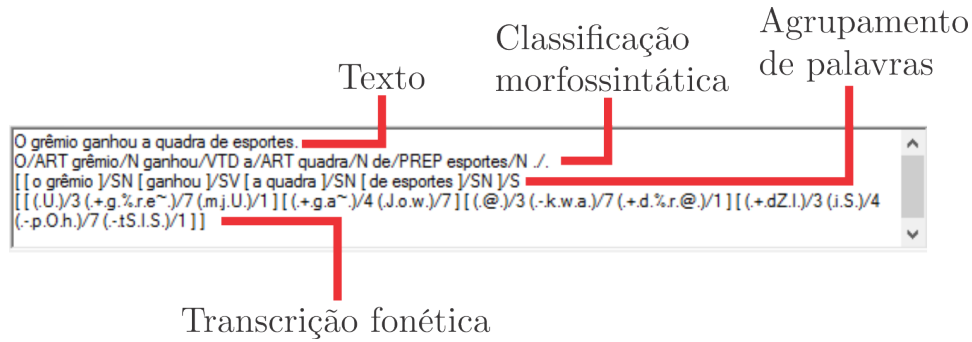 Texto
Classificação
morfossintática
Agrupamento
de palavras
O grêmio ganhou a quadra de esportes.
O/ART grêmio/N ganhou/VTD a/ART quadra/N de/PREP esportes/N ./.
[ [ o grêmio ]/SN [ ganhou ]/SV [ a quadra ]/SN [ de esportes ]/SN ]/S
[ [ (.U.)/3 (.+.g.%.r.e~.)/7 (.m.j.U.)/1 ] [ (.+.g.a~.)/4 (.J.o.w.)/7 ] [ (.@.)/3 (.-.k.w.a.)/7 (.+.d.%.r.@.)/1 ] [ (.+.dZ.I.)/3 (.i.S.)/4
(.-.p.O.h.)/7 (.-.tS.I.S.)/1 ] ]
Transcrição fonética